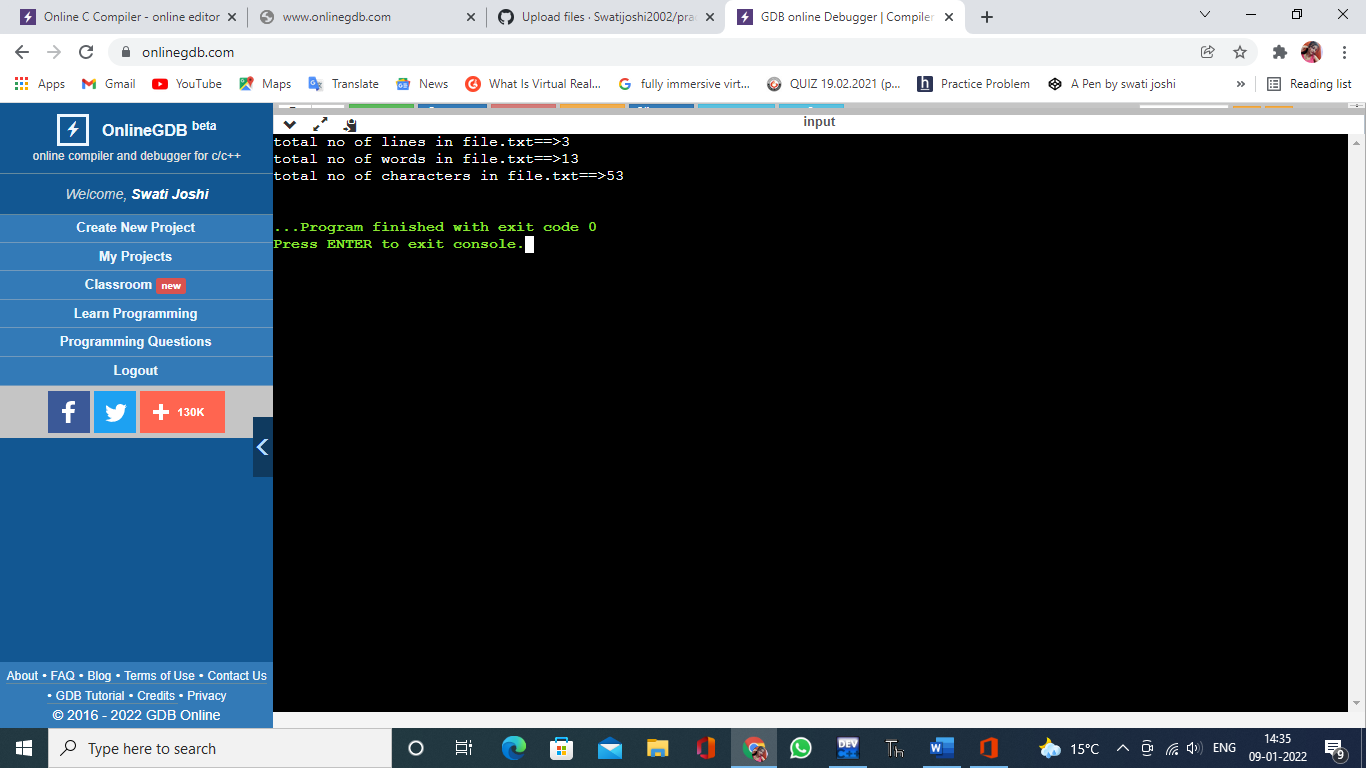 Online C Compiler - online editor
www.onlinegdb.com
Upload files · Swatijoshi2002/pra
GDB online Debugger | Compiler
onlinegdb.com
Apps
Gmail
YouTube
Maps
Translate
News
What Is Virtual Real...
fully immersive virt...
QUIZ 19.02.2021 (p...
Practice Problem
A Pen by swati joshi
»
Reading list
OnlineGDB beta
online compiler and debugger for c/c++
Welcome, Swati Joshi
Create New Project
My Projects
Classroom new
Learn Programming
Programming Questions
Logout
130K
input
total no of lines in file.txt==>3
total no of words in file.txt==>13
total no of characters in file.txt==>53
...Program finished with exit code 0
Press ENTER to exit console.
About • FAQ • Blog • Terms of Use • Contact Us
• GDB Tutorial • Credits • Privacy
© 2016 - 2022 GDB Online
Type here to search
DEV
Th
W
15°C
ENG
14:35
09-01-2022
9